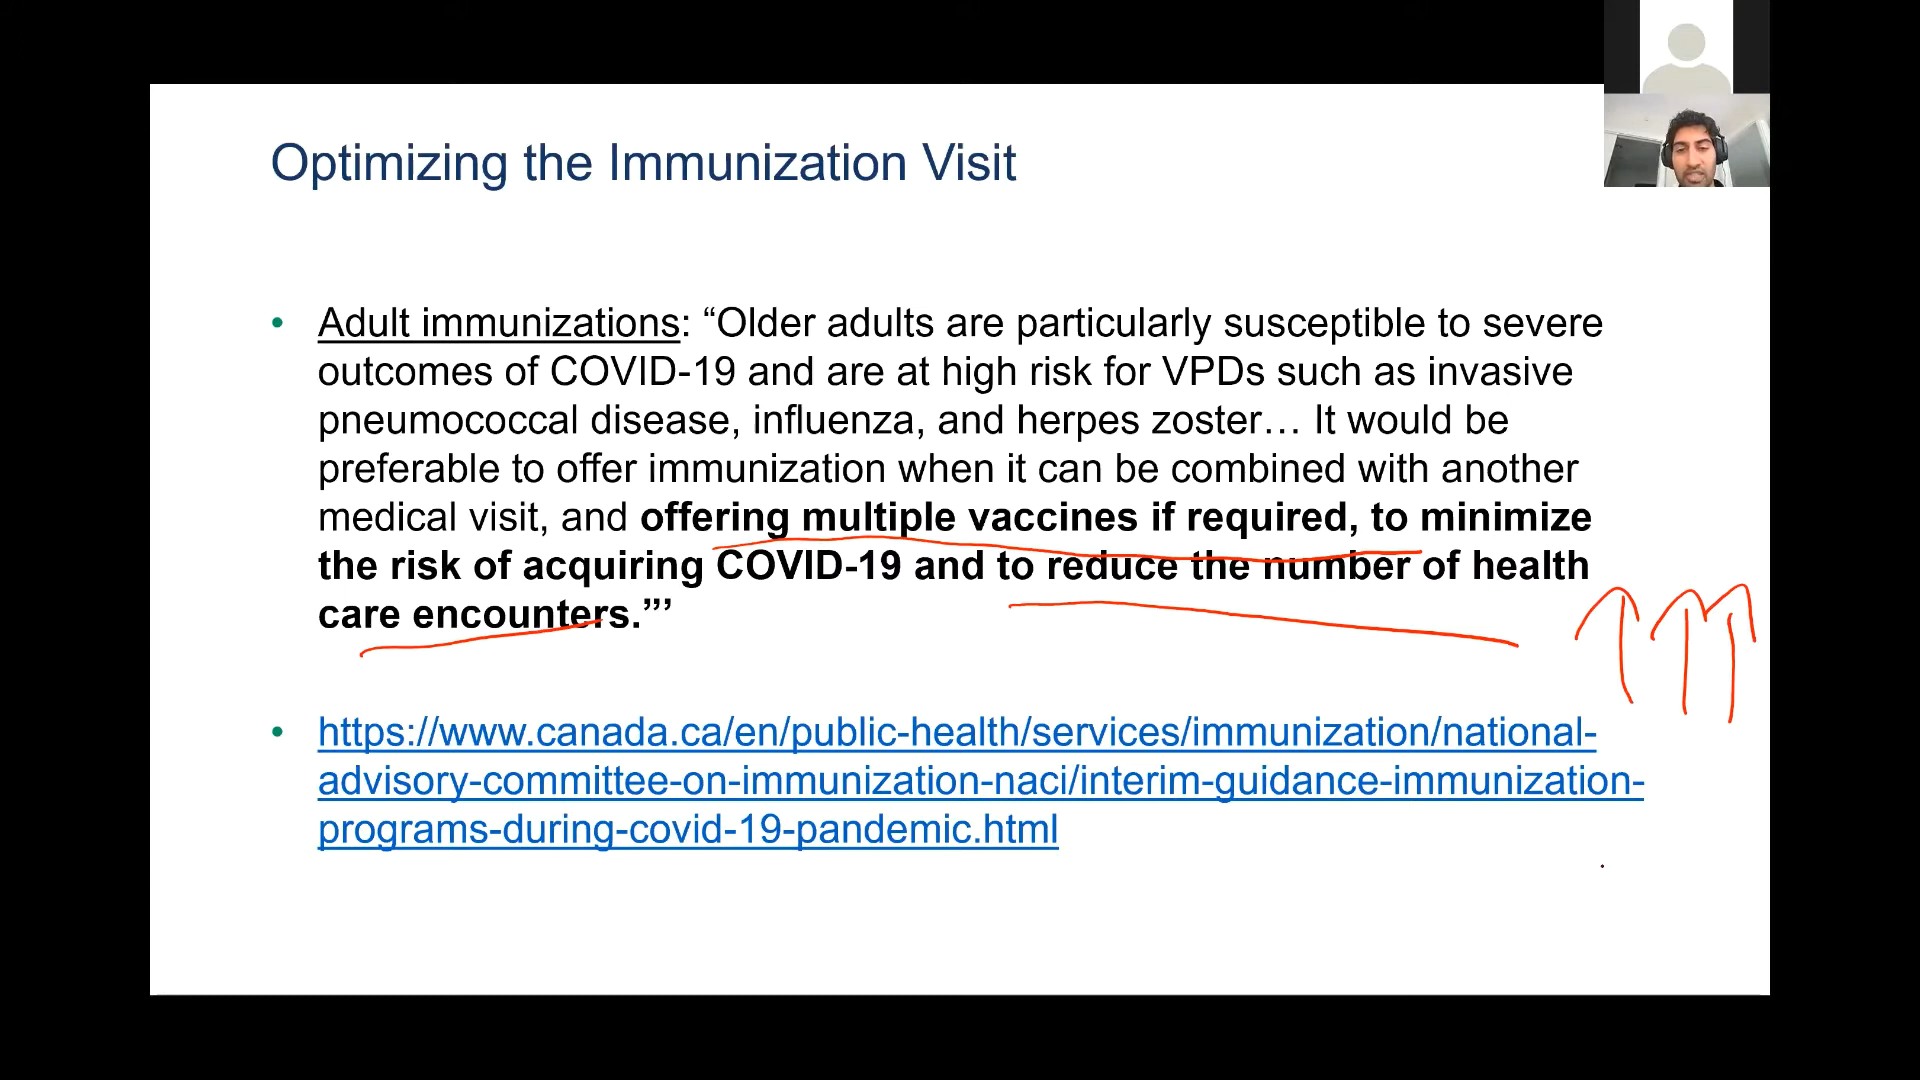 Optimizing the Immunization Visit
• Adult immunizations: “Older adults are particularly susceptible to severe
outcomes of COVID-19 and are at high risk for VPDs such as invasive
pneumococcal disease, influenza, and herpes zoster… It would be
preferable to offer immunization when it can be combined with another
medical visit, and offering multiple vaccines if required, to minimize
the risk of acquiring COVID-19 and to reduce the number of health
care encounters.”’
• https://www.canada.ca/en/public-health/services/immunization/national-
advisory-committee-on-immunization-naci/interim-guidance-immunization-
programs-during-covid-19-pandemic.html